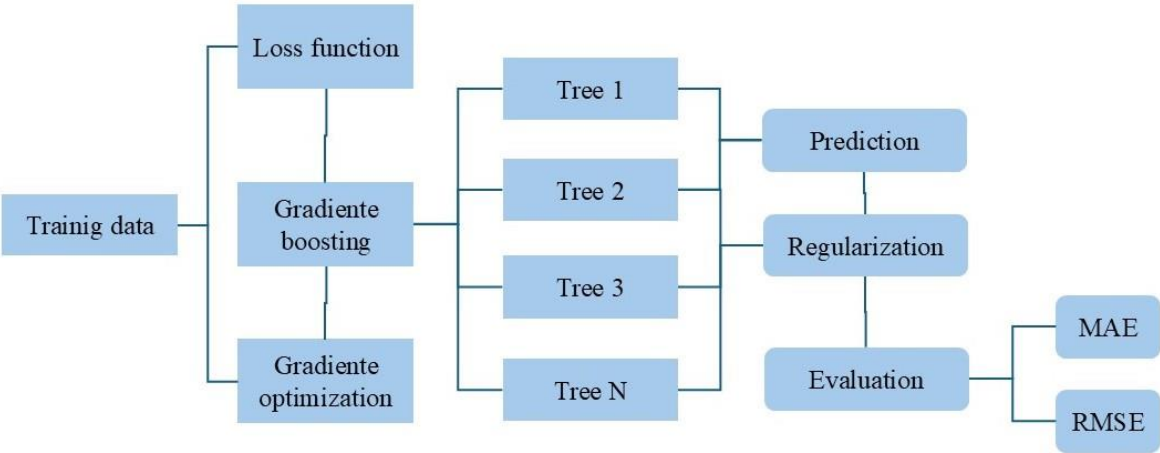 Trainig data
Loss function
Gradiente
boosting
Gradiente
optimization
Tree 1
Tree 2
Tree 3
Tree N
Prediction
Regularization
Evaluation
MAE
RMSE